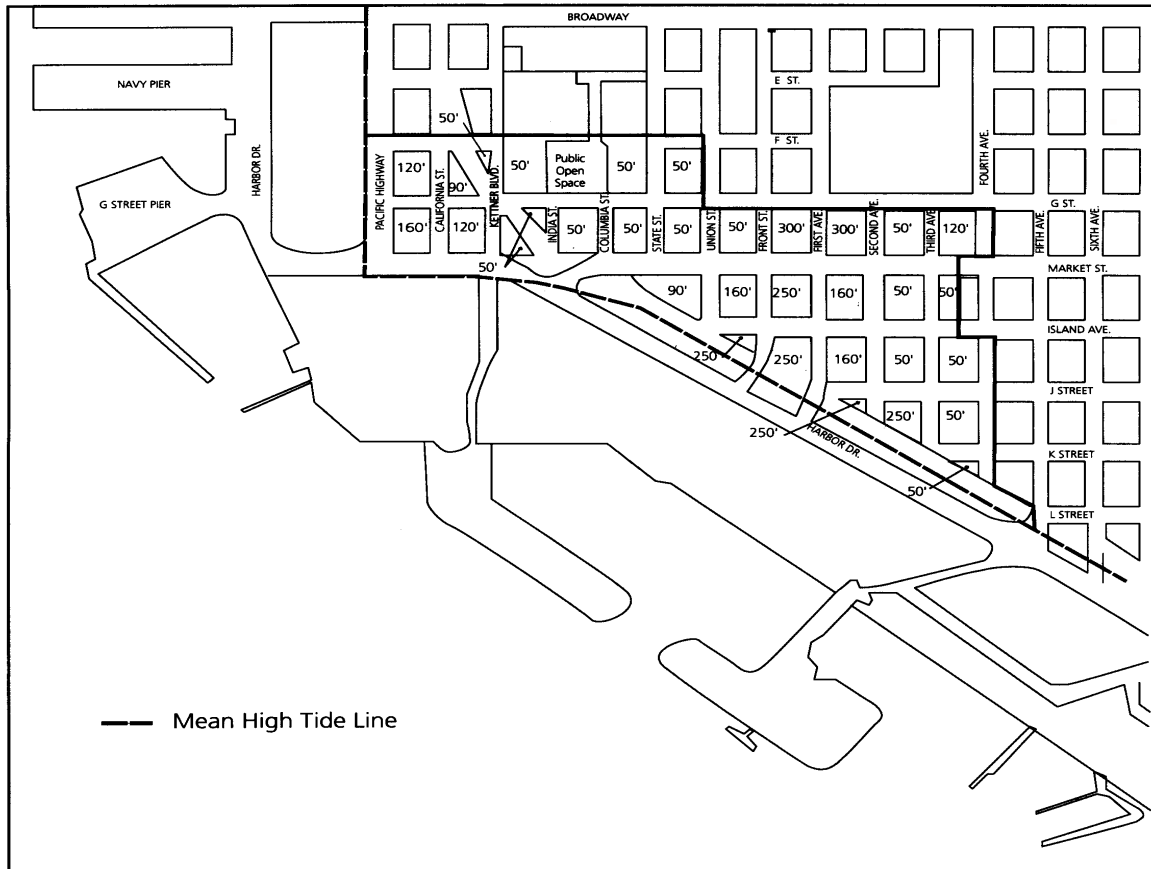 BROADWAY
NAVY PIER
E ST.
50'
F ST.
HARBOR DR.
FOURTH AVE.
120'
90'
50'
Public
Open
Space
50'
50'
G STREET PIER
PACIFIC HIGHWAY
CALIFORNIA ST.
KETTNER BLVD.
INDIA ST.
COLUMBIA ST.
STATE ST.
UNION ST.
FRONT ST.
FIRST AVE.
SECOND AVE.
THIRD AVE.
FIFTH AVE.
SIXTH AVE.
G ST.
160'
120'
50'
50'
50'
50'
300'
300'
50'
120'
50'
MARKET ST.
90'
160'
250'
160'
50'
50'
ISLAND AVE.
250'
250'
160'
50'
50'
J STREET
250'
50'
250'
HARBOR DR.
K STREET
50'
L STREET
Mean High Tide Line